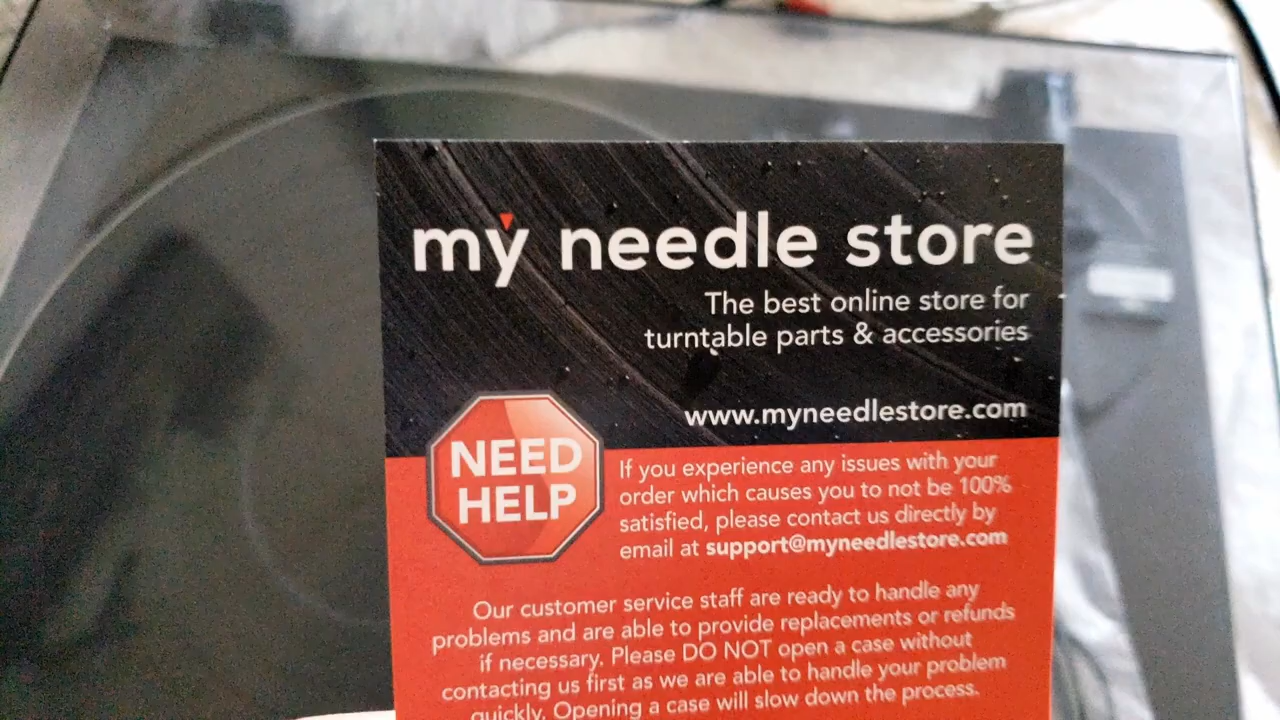 my needle store
The best online store for
turntable parts & accessories
www.myneedlestore.com
NEED
HELP
If you experience any issues with your
order which causes you to not be 100%
satisfied, please contact us directly by
email at support@myneedlestore.com
Our customer service staff are ready to handle any
problems and are able to provide replacements or refunds
if necessary. Please DO NOT open a case without
contacting us first as we are able to handle your problem
quickly. Opening a case will slow down the process.